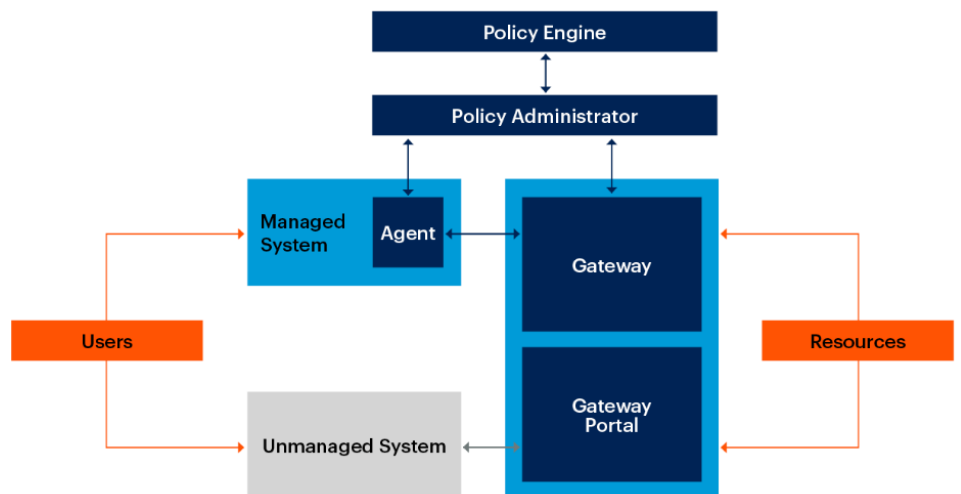 Policy Engine
Policy Administrator
Managed
System
Agent
Gateway
Users
Resources
Gateway
Portal
Unmanaged System